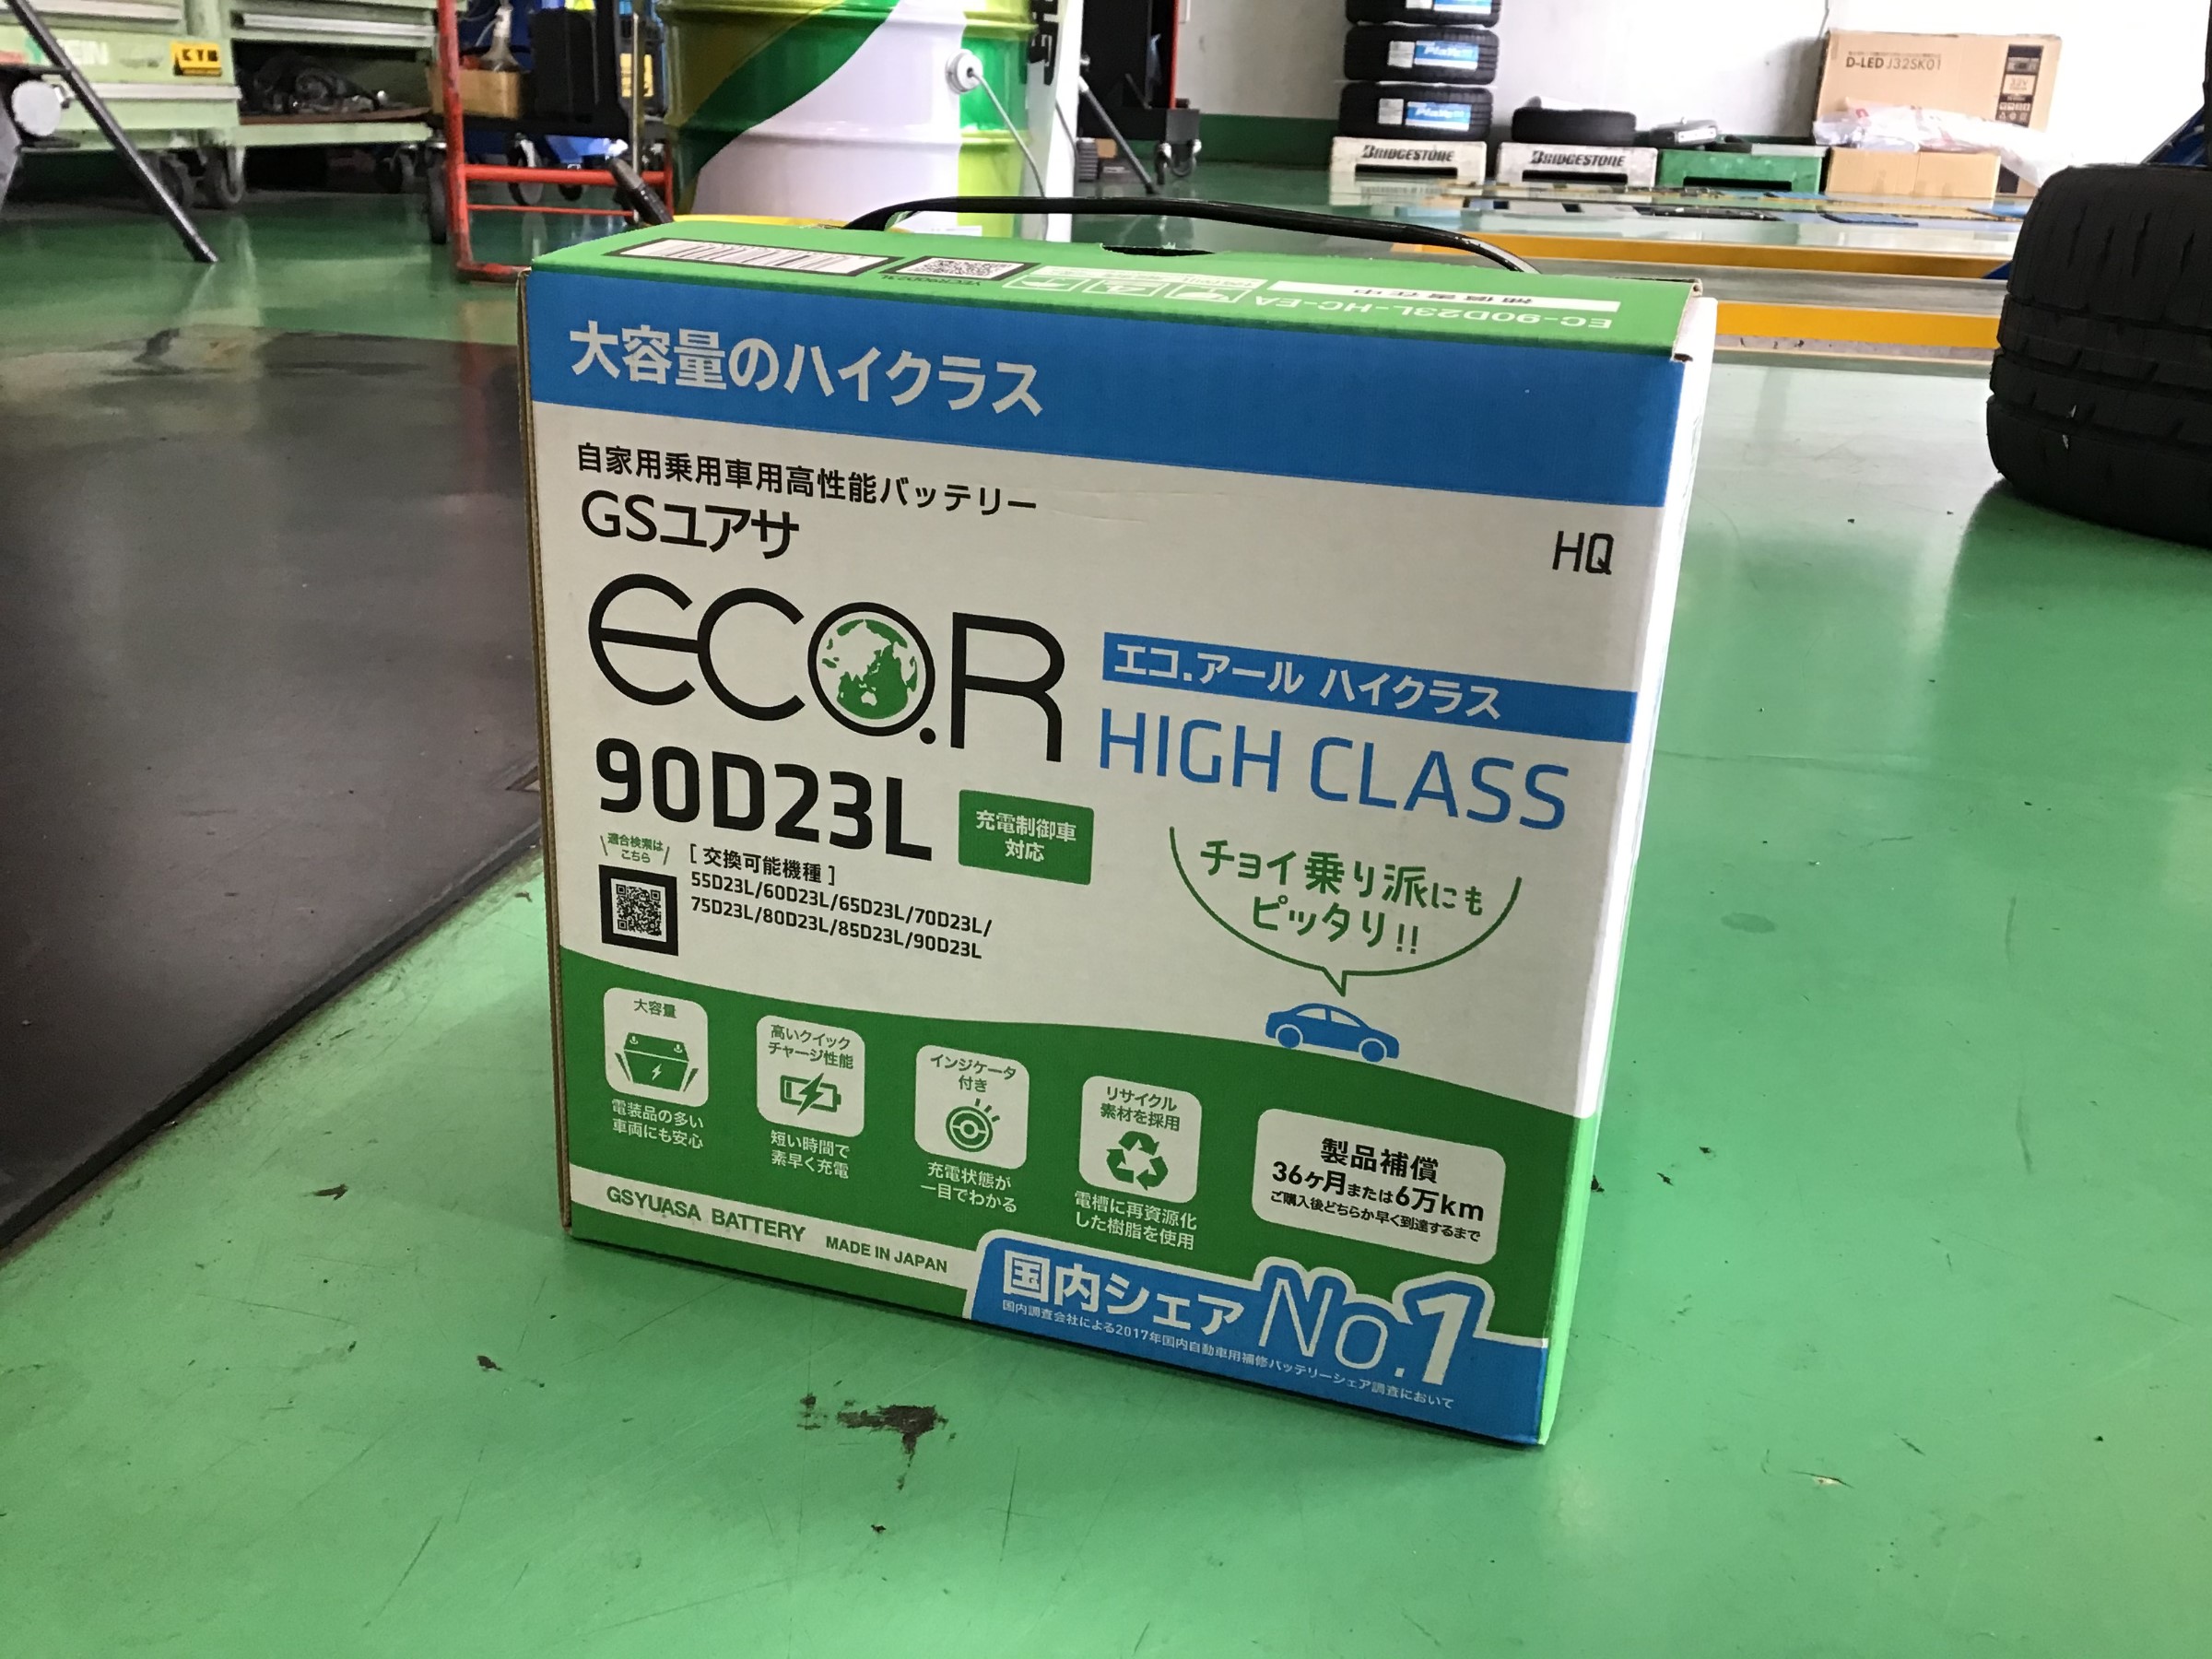 KTC
D-LED J32SK01
BRIDGESTONE
BRIDGESTONE
補償書在中
EC-90D23L-HC-EA
大容量のハイクラス
自家用乗用車用高性能バッテリー
GSユアサ
HQ
ECO.R
エコ.アール ハイクラス
HIGH CLASS
90D23L
充電制御車
対応
適合検索は
こちら
[ 交換可能機種 ]
55D23L/60D23L/65D23L/70D23L/
75D23L/80D23L/85D23L/90D23L
チョイ乗り派にも
ピッタリ!!
大容量
電装品の多い
車両にも安心
高いクイック
チャージ性能
短い時間で
素早く充電
インジケータ
付き
充電状態が
一目でわかる
リサイクル
素材を採用
電槽に再資源化
した樹脂を使用
製品補償
36ヶ月または6万km
ご購入後どちらか早く到達するまで
GSYUASA BATTERY MADE IN JAPAN
国内シェア No.1
国内調査会社による2017年国内自動車用補修バッテリーシェア調査において